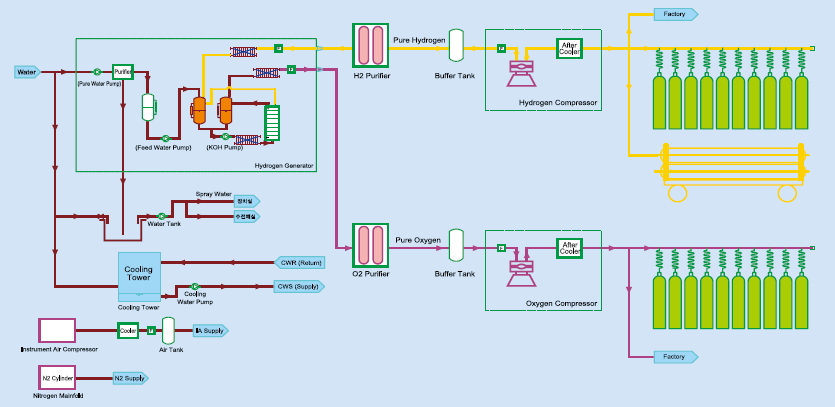 Factory
Pure Hydrogen
After
Cooler
Water
Purifier
(Pure Water Pump)
H2 Purifier
Buffer Tank
Hydrogen Compressor
(Feed Water Pump)
(KOH Pump)
Hydrogen Generator
Spray Water
Water Tank
Pure Oxygen
After
Cooler
CWR (Return)
Cooling
Tower
O2 Purifier
Buffer Tank
CWS (Supply)
Cooling
Water Pump
Cooling Tower
Oxygen Compressor
Cooler
IA Supply
Instrument Air Compressor
Air Tank
Factory
N2 Cylinder
N2 Supply
Nitrogen Mainfold